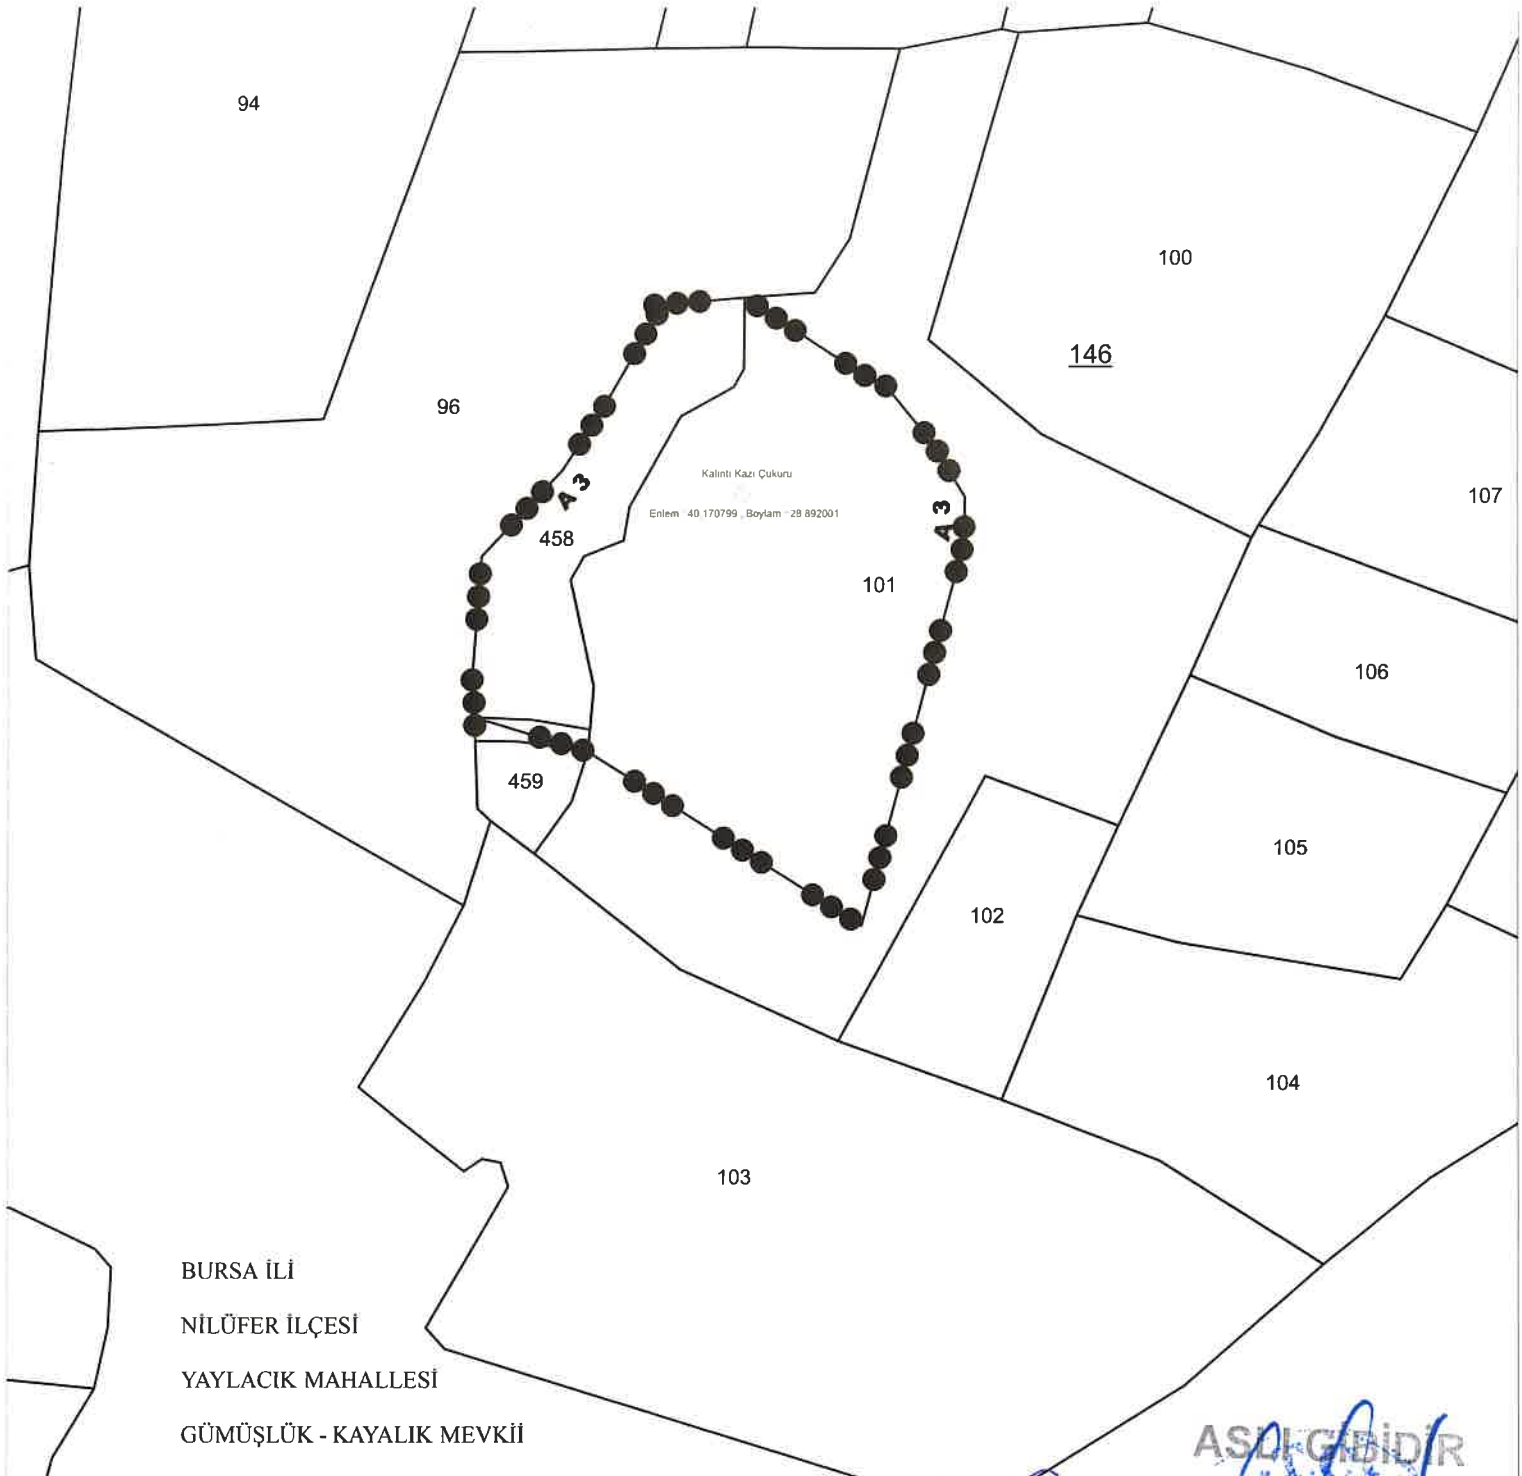 94
100
146
96
Kalıntı Kazı Çukuru
107
A 3
A 3
Enlem : 40.170799 , Boylam : 28.892001
458
101
106
459
105
102
104
103
BURSA İLİ
NİLÜFER İLÇESİ
YAYLACIK MAHALLESİ
GÜMÜŞLÜK - KAYALIK MEVKİİ
ASLI GİBİDİR